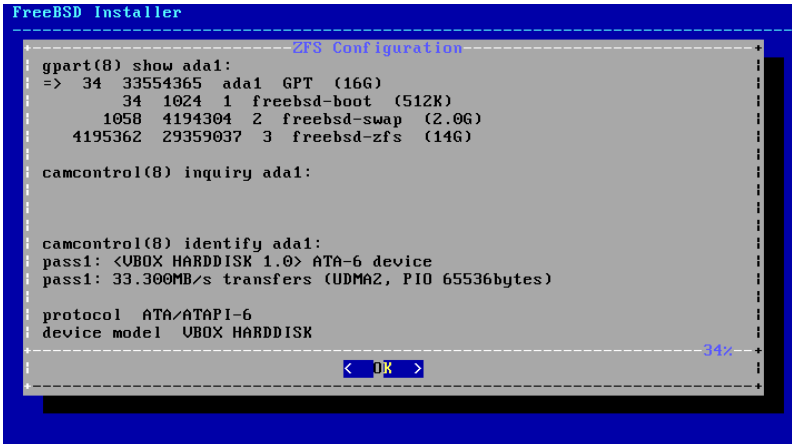 FreeBSD Installer
ZFS Configuration
gpart(8) show ada1:
=>  34  33554365  ada1  GPT  (16G)
34  1024  1  freebsd-boot  (512K)
1058  4194304  2  freebsd-swap  (2.0G)
4195362  29359037  3  freebsd-zfs  (14G)
camcontrol(8) inquiry ada1:
camcontrol(8) identify ada1:
pass1: <VBOX HARDDISK 1.0> ATA-6 device
pass1: 33.300MB/s transfers (UDMA2, PIO 65536bytes)
protocol  ATA/ATAPI-6
device model  VBOX HARDDISK
34%
<  OK  >